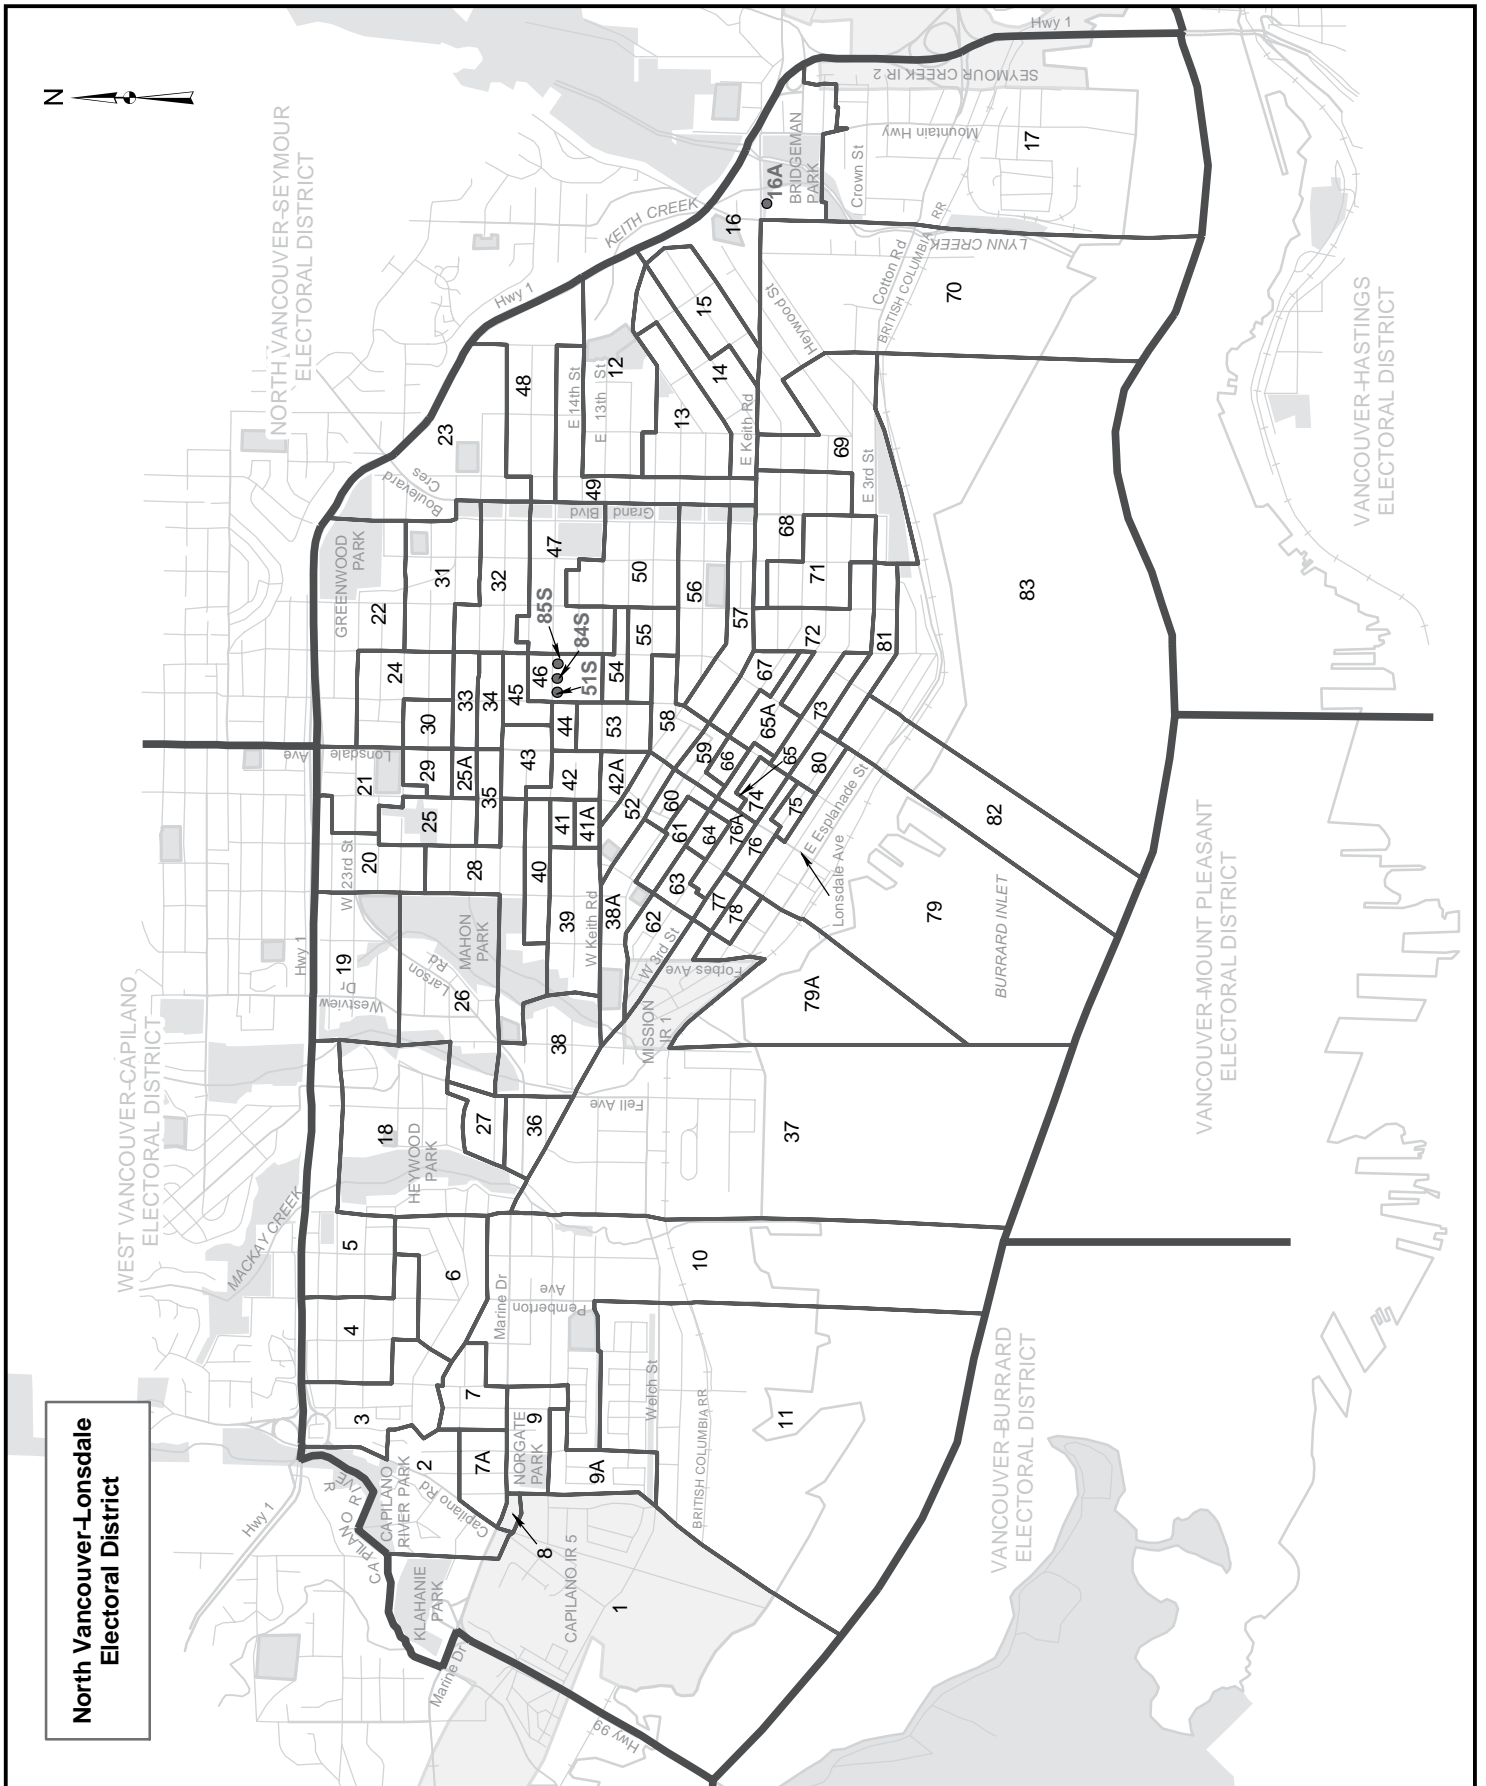 North Vancouver-Lonsdale
Electoral District
N
WEST VANCOUVER-CAPILANO
ELECTORAL DISTRICT
NORTH VANCOUVER-SEYMOUR
ELECTORAL DISTRICT
VANCOUVER-BURRARD
ELECTORAL DISTRICT
VANCOUVER-MOUNT PLEASANT
ELECTORAL DISTRICT
VANCOUVER-HASTINGS
ELECTORAL DISTRICT
Hwy 1
CAPILANO RIVER
CAPILANO
RIVER PARK
KLAHANIE
PARK
Marine Dr
Hwy 99
CAPILANO IR 5
Capilano Rd
NORGATE
PARK
Marine Dr
Pemberton
Ave
Welch St
BRITISH COLUMBIA RR
MACKAY CREEK
HEYWOOD
PARK
Fell Ave
MISSION
IR 1
Hwy 1
Westview
Dr
Larson
Rd
MAHON
PARK
W 23rd St
W Keith Rd
W 3rd St
Forbes Ave
Lonsdale
Ave
Lonsdale Ave
E Esplanade St
BURRARD INLET
GREENWOOD
PARK
Boulevard
Cres
Grand Blvd
E 14th St
E 13th St
E Keith Rd
E 3rd St
Heywood St
Hwy 1
KEITH CREEK
Cotton Rd
BRITISH COLUMBIA RR
LYNN CREEK
BRIDGEMAN
PARK
Crown St
Mountain Hwy
SEYMOUR CREEK IR 2
Hwy 1
1
2
3
4
5
6
7
7A
8
9
9A
10
11
12
13
14
15
16
16A
17
18
19
20
21
22
23
24
25
25A
26
27
28
29
30
31
32
33
34
35
36
37
38
38A
39
40
41
41A
42
42A
43
44
45
46
47
48
49
50
51S
52
53
54
55
56
57
58
59
60
61
62
63
64
65
65A
66
67
68
69
70
71
72
73
74
75
76
76A
77
78
79
79A
80
81
82
83
84S
85S